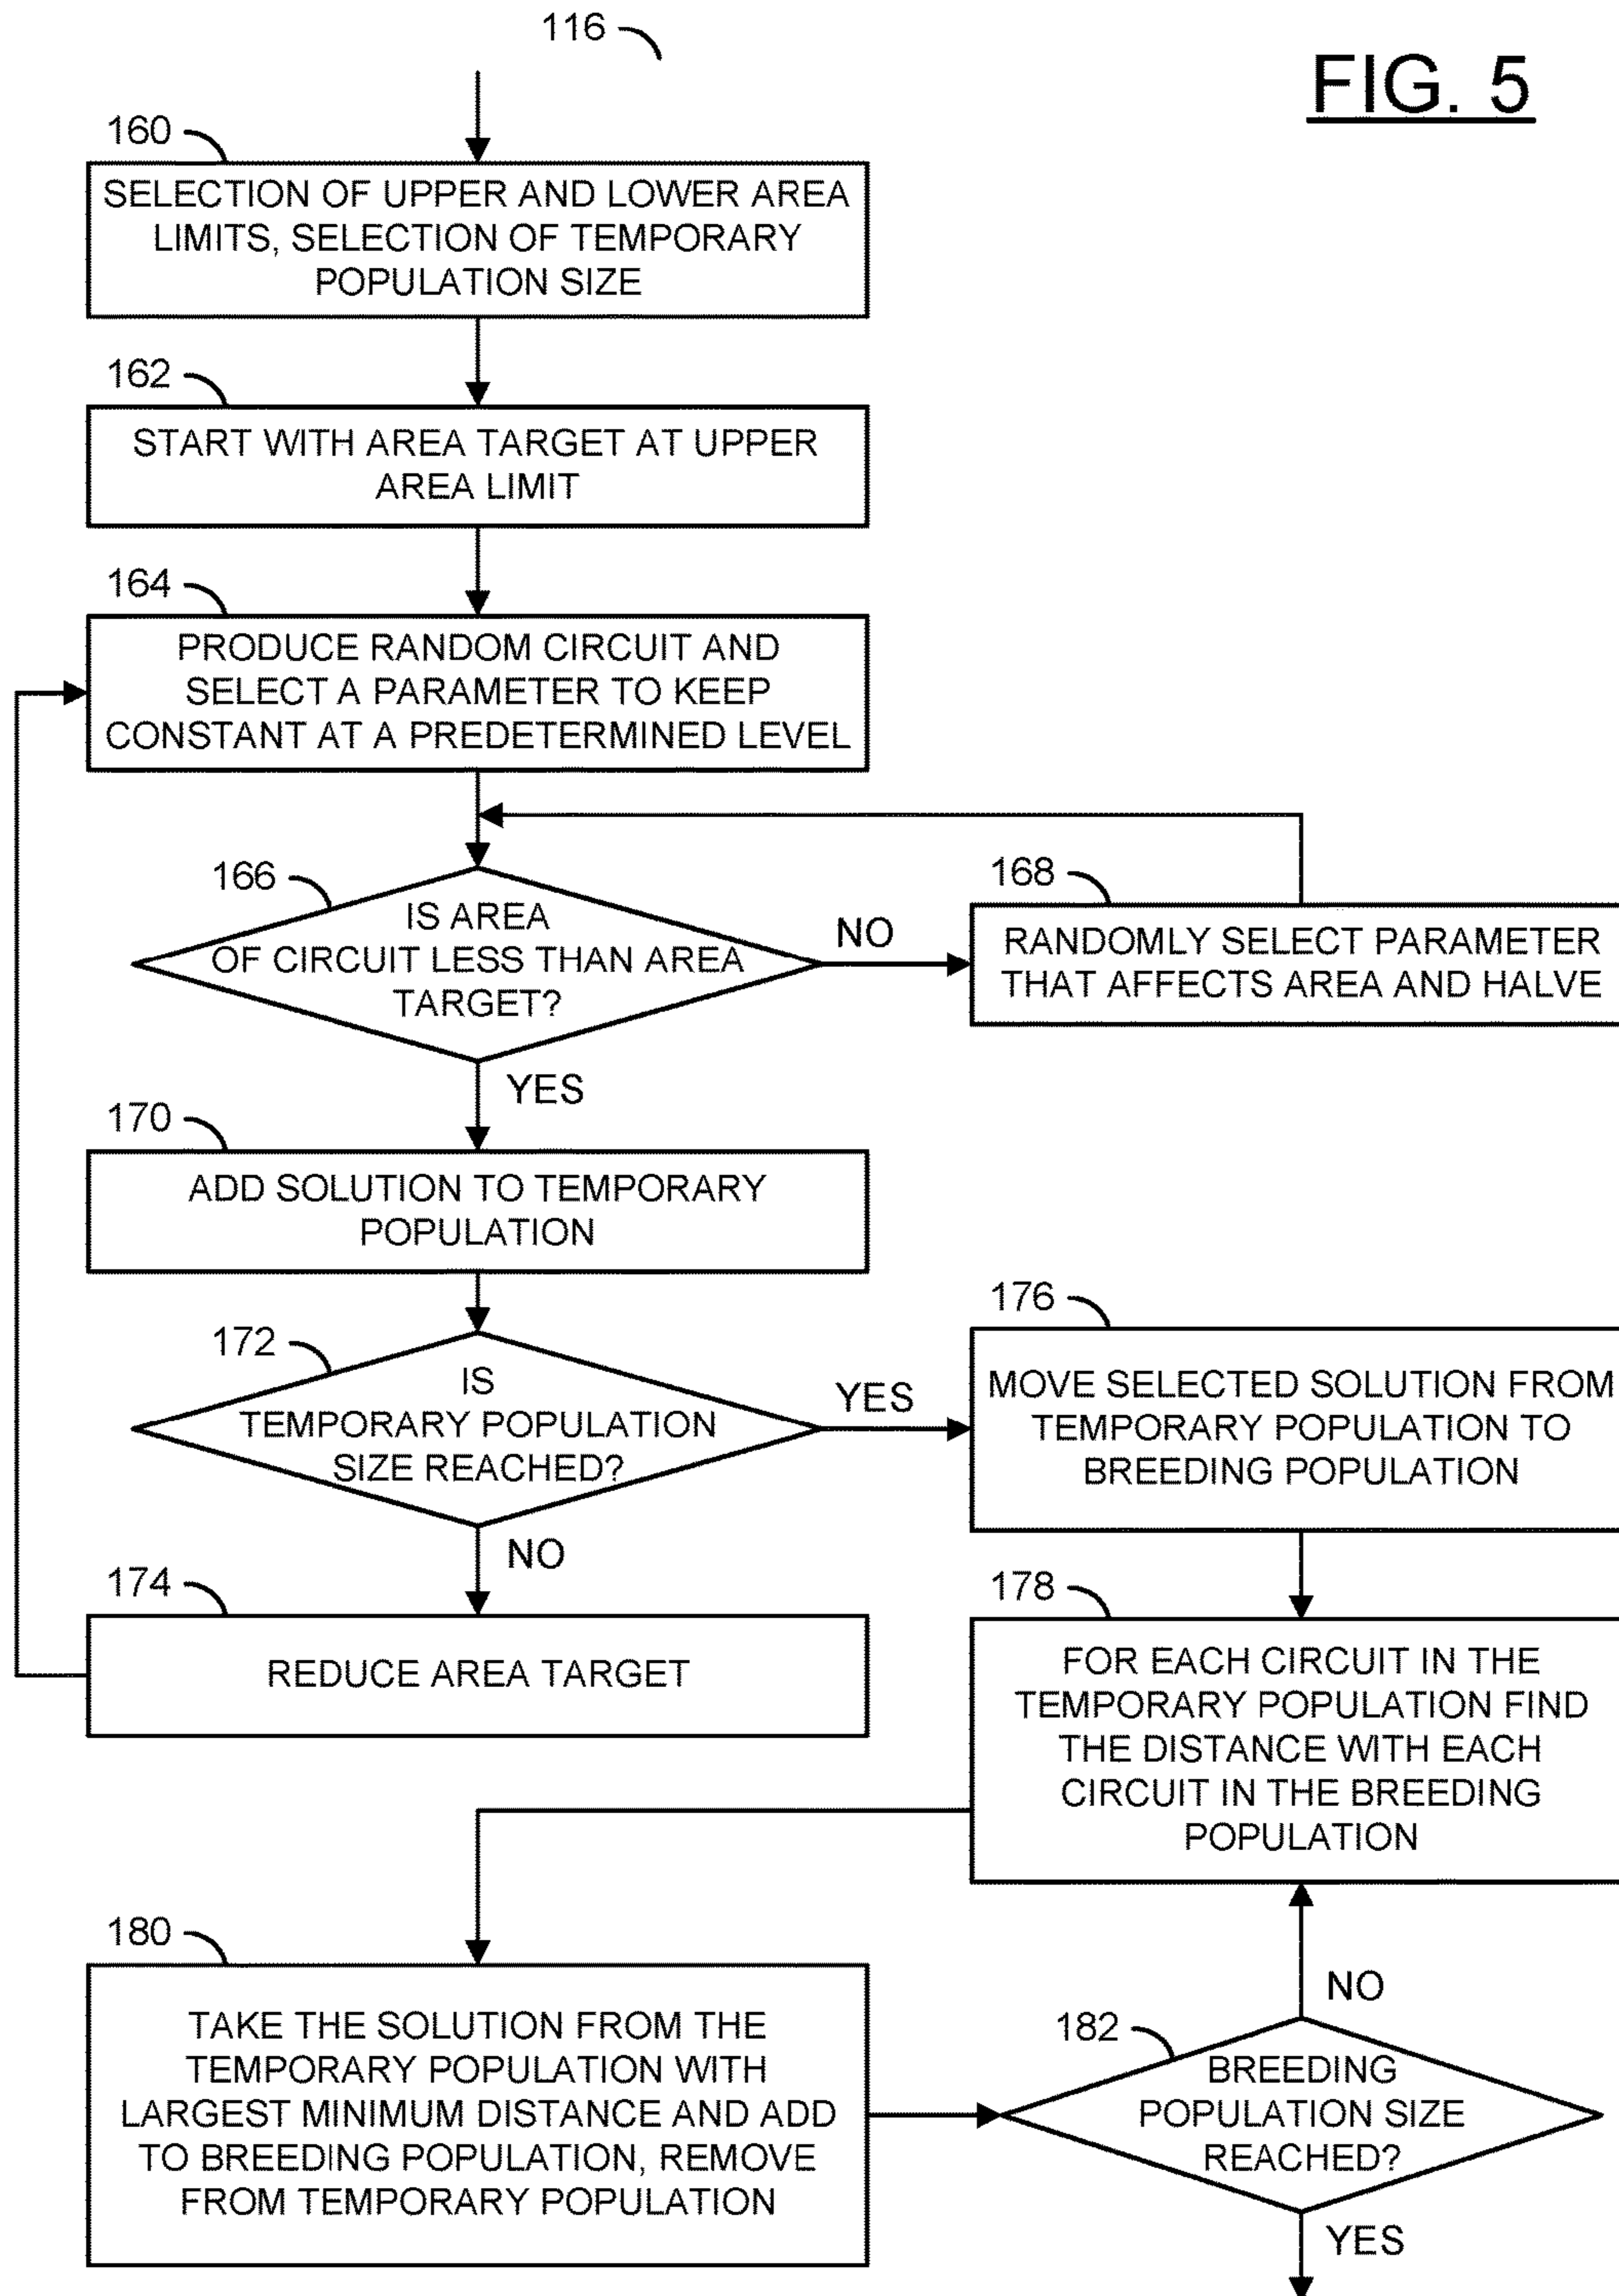 116
FIG. 5
160
SELECTION OF UPPER AND LOWER AREA
LIMITS, SELECTION OF TEMPORARY
POPULATION SIZE
162
START WITH AREA TARGET AT UPPER
AREA LIMIT
164
PRODUCE RANDOM CIRCUIT AND
SELECT A PARAMETER TO KEEP
CONSTANT AT A PREDETERMINED LEVEL
166
IS AREA
OF CIRCUIT LESS THAN AREA
TARGET?
NO
168
RANDOMLY SELECT PARAMETER
THAT AFFECTS AREA AND HALVE
YES
170
ADD SOLUTION TO TEMPORARY
POPULATION
172
IS
TEMPORARY POPULATION
SIZE REACHED?
YES
176
MOVE SELECTED SOLUTION FROM
TEMPORARY POPULATION TO
BREEDING POPULATION
NO
174
REDUCE AREA TARGET
178
FOR EACH CIRCUIT IN THE
TEMPORARY POPULATION FIND
THE DISTANCE WITH EACH
CIRCUIT IN THE BREEDING
POPULATION
180
TAKE THE SOLUTION FROM THE
TEMPORARY POPULATION WITH
LARGEST MINIMUM DISTANCE AND ADD
TO BREEDING POPULATION, REMOVE
FROM TEMPORARY POPULATION
NO
182
BREEDING
POPULATION SIZE
REACHED?
YES